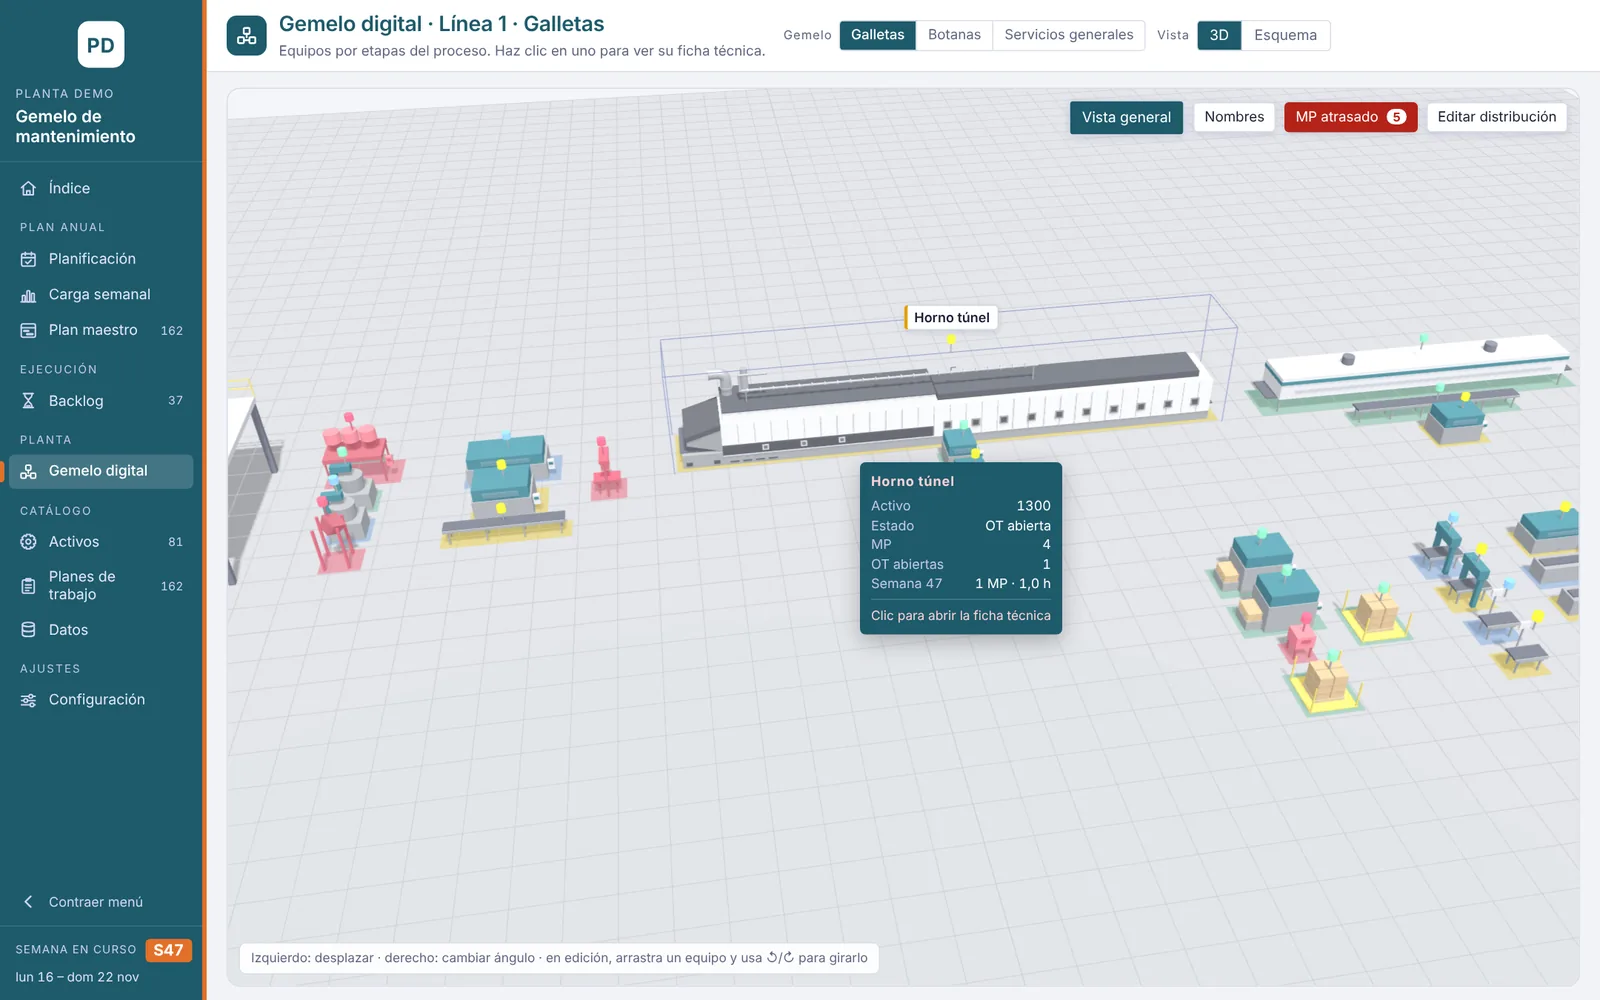 PD
PLANTA DEMO
Gemelo de
mantenimiento
Índice
PLAN ANUAL
Planificación
Carga semanal
Plan maestro 162
EJECUCIÓN
Backlog 37
PLANTA
Gemelo digital
CATÁLOGO
Activos 81
Planes de
trabajo 162
Datos
AJUSTES
Configuración
Contraer menú
SEMANA EN CURSO S47
lun 16 – dom 22 nov
Gemelo digital · Línea 1 · Galletas
Equipos por etapas del proceso. Haz clic en uno para ver su ficha técnica.
Gemelo Galletas Botanas Servicios generales Vista 3D Esquema
Vista general Nombres MP atrasado 5 Editar distribución
Horno túnel
Horno túnel
Activo 1300
Estado OT abierta
MP 4
OT abiertas 1
Semana 47 1 MP · 1,0 h
Clic para abrir la ficha técnica
Izquierdo: desplazar · derecho: cambiar ángulo · en edición, arrastra un equipo y usa ↺/↻ para girarlo